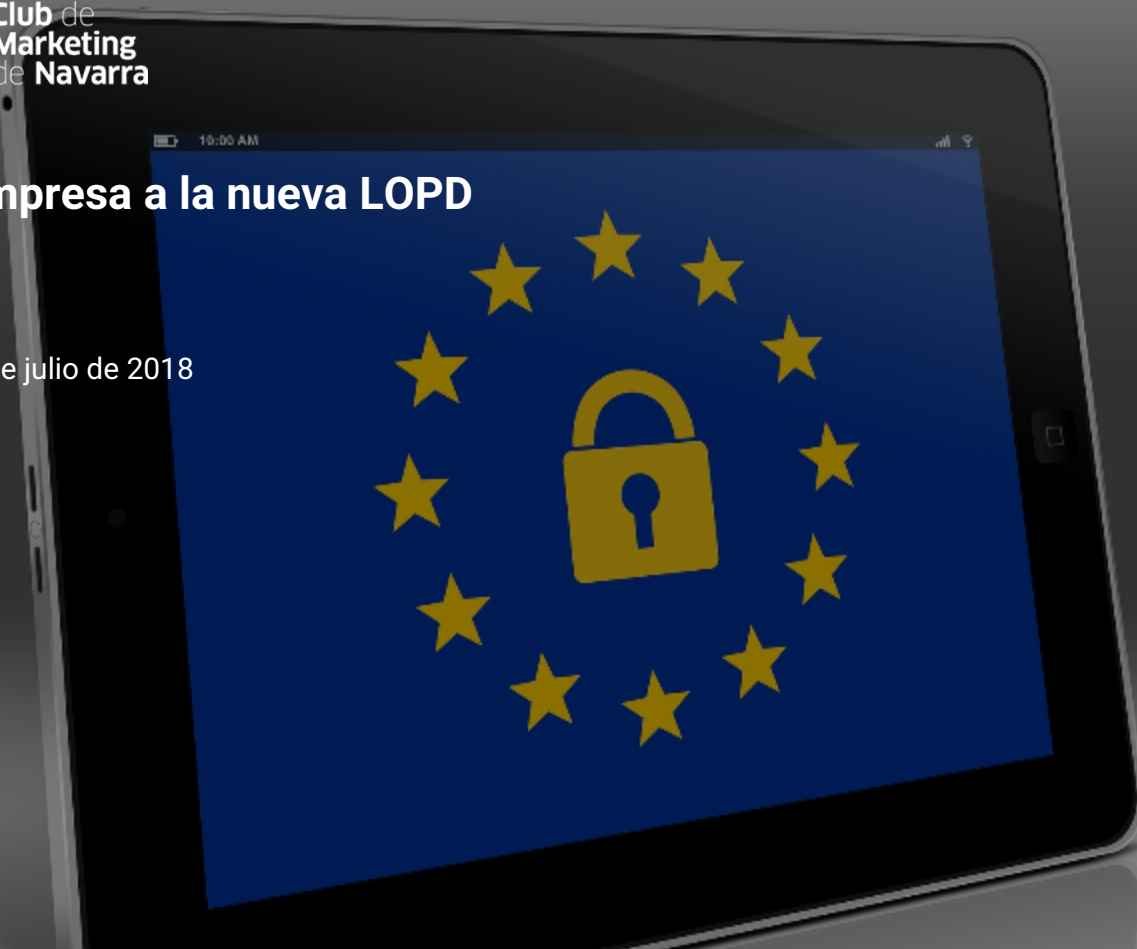 Club de
Marketing
de Navarra
10:00 AM
mpresa a la nueva LOPD
e julio de 2018